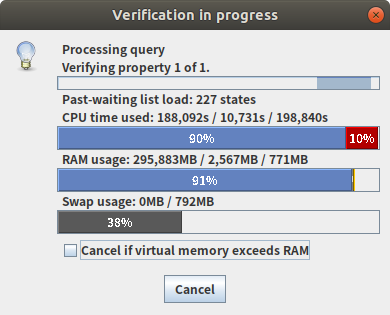 Verification in progress
Processing query
Verifying property 1 of 1.
Past-waiting list load: 227 states
CPU time used: 188,092s / 10,731s / 198,840s
90% 10%
RAM usage: 295,883MB / 2,567MB / 771MB
91%
Swap usage: 0MB / 792MB
38%
Cancel if virtual memory exceeds RAM
Cancel